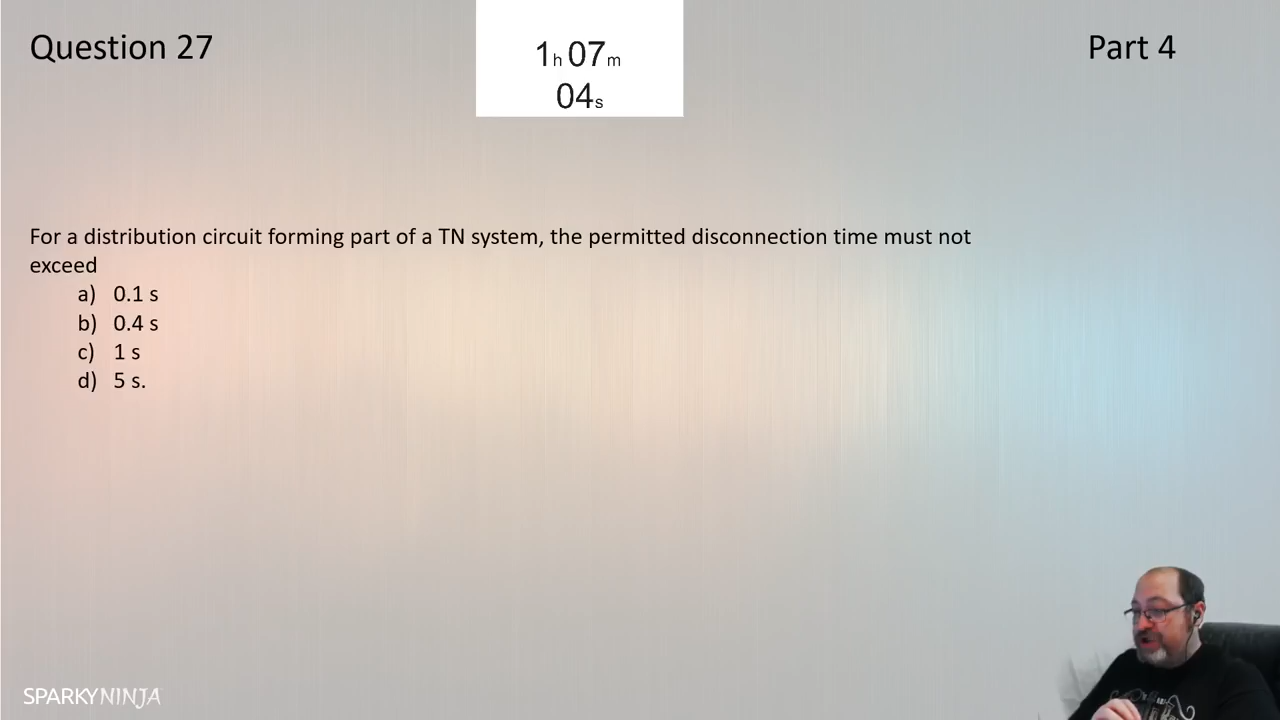 Question 27
1h 07m
04s
Part 4
For a distribution circuit forming part of a TN system, the permitted disconnection time must not
exceed
a) 0.1 s
b) 0.4 s
c) 1 s
d) 5 s.
SPARKYNINJA